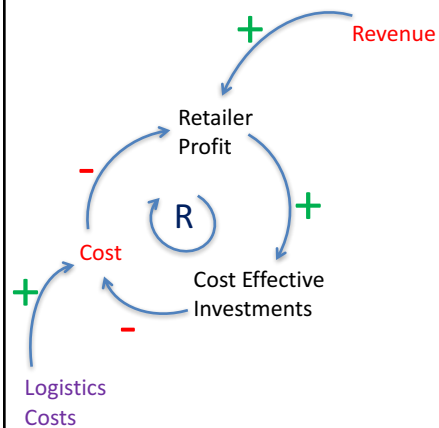 +
Revenue
Retailer
Profit
-
+
R
Cost
+
Cost Effective
Investments
-
Logistics
Costs